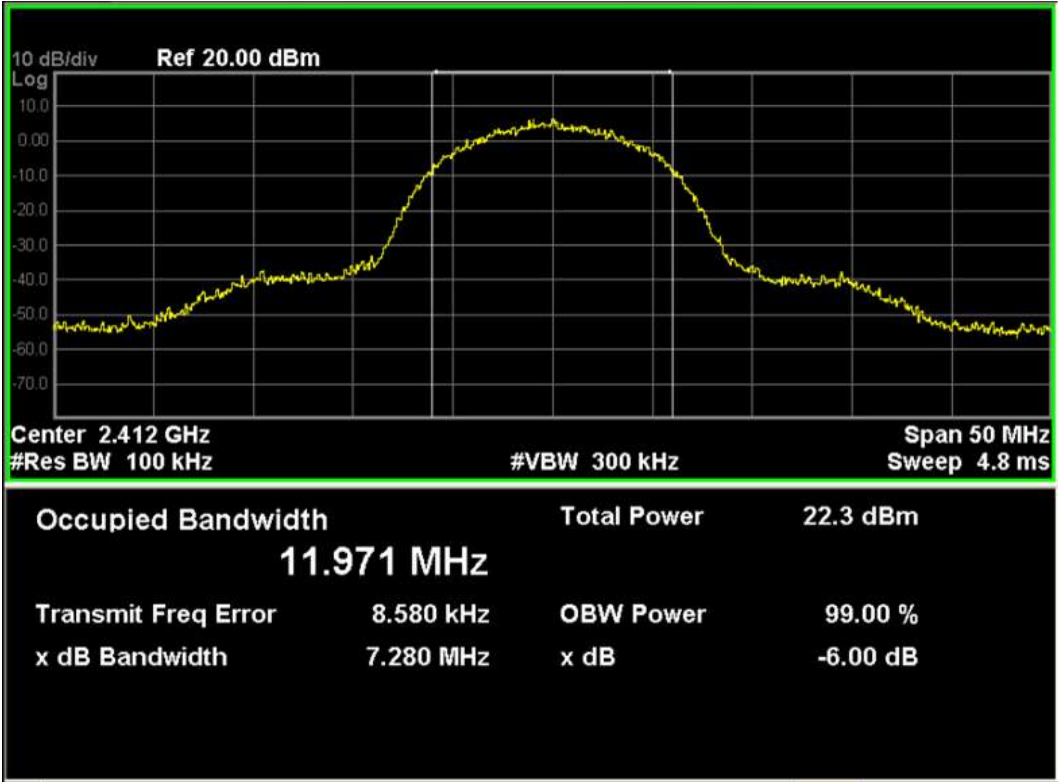 10 dB/div Ref 20.00 dBm
Log
10.0
0.00
-10.0
-20.0
-30.0
-40.0
-50.0
-60.0
-70.0
Center 2.412 GHz Span 50 MHz
#Res BW 100 kHz #VBW 300 kHz Sweep 4.8 ms
Occupied Bandwidth Total Power 22.3 dBm
11.971 MHz
Transmit Freq Error 8.580 kHz OBW Power 99.00 %
x dB Bandwidth 7.280 MHz x dB -6.00 dB